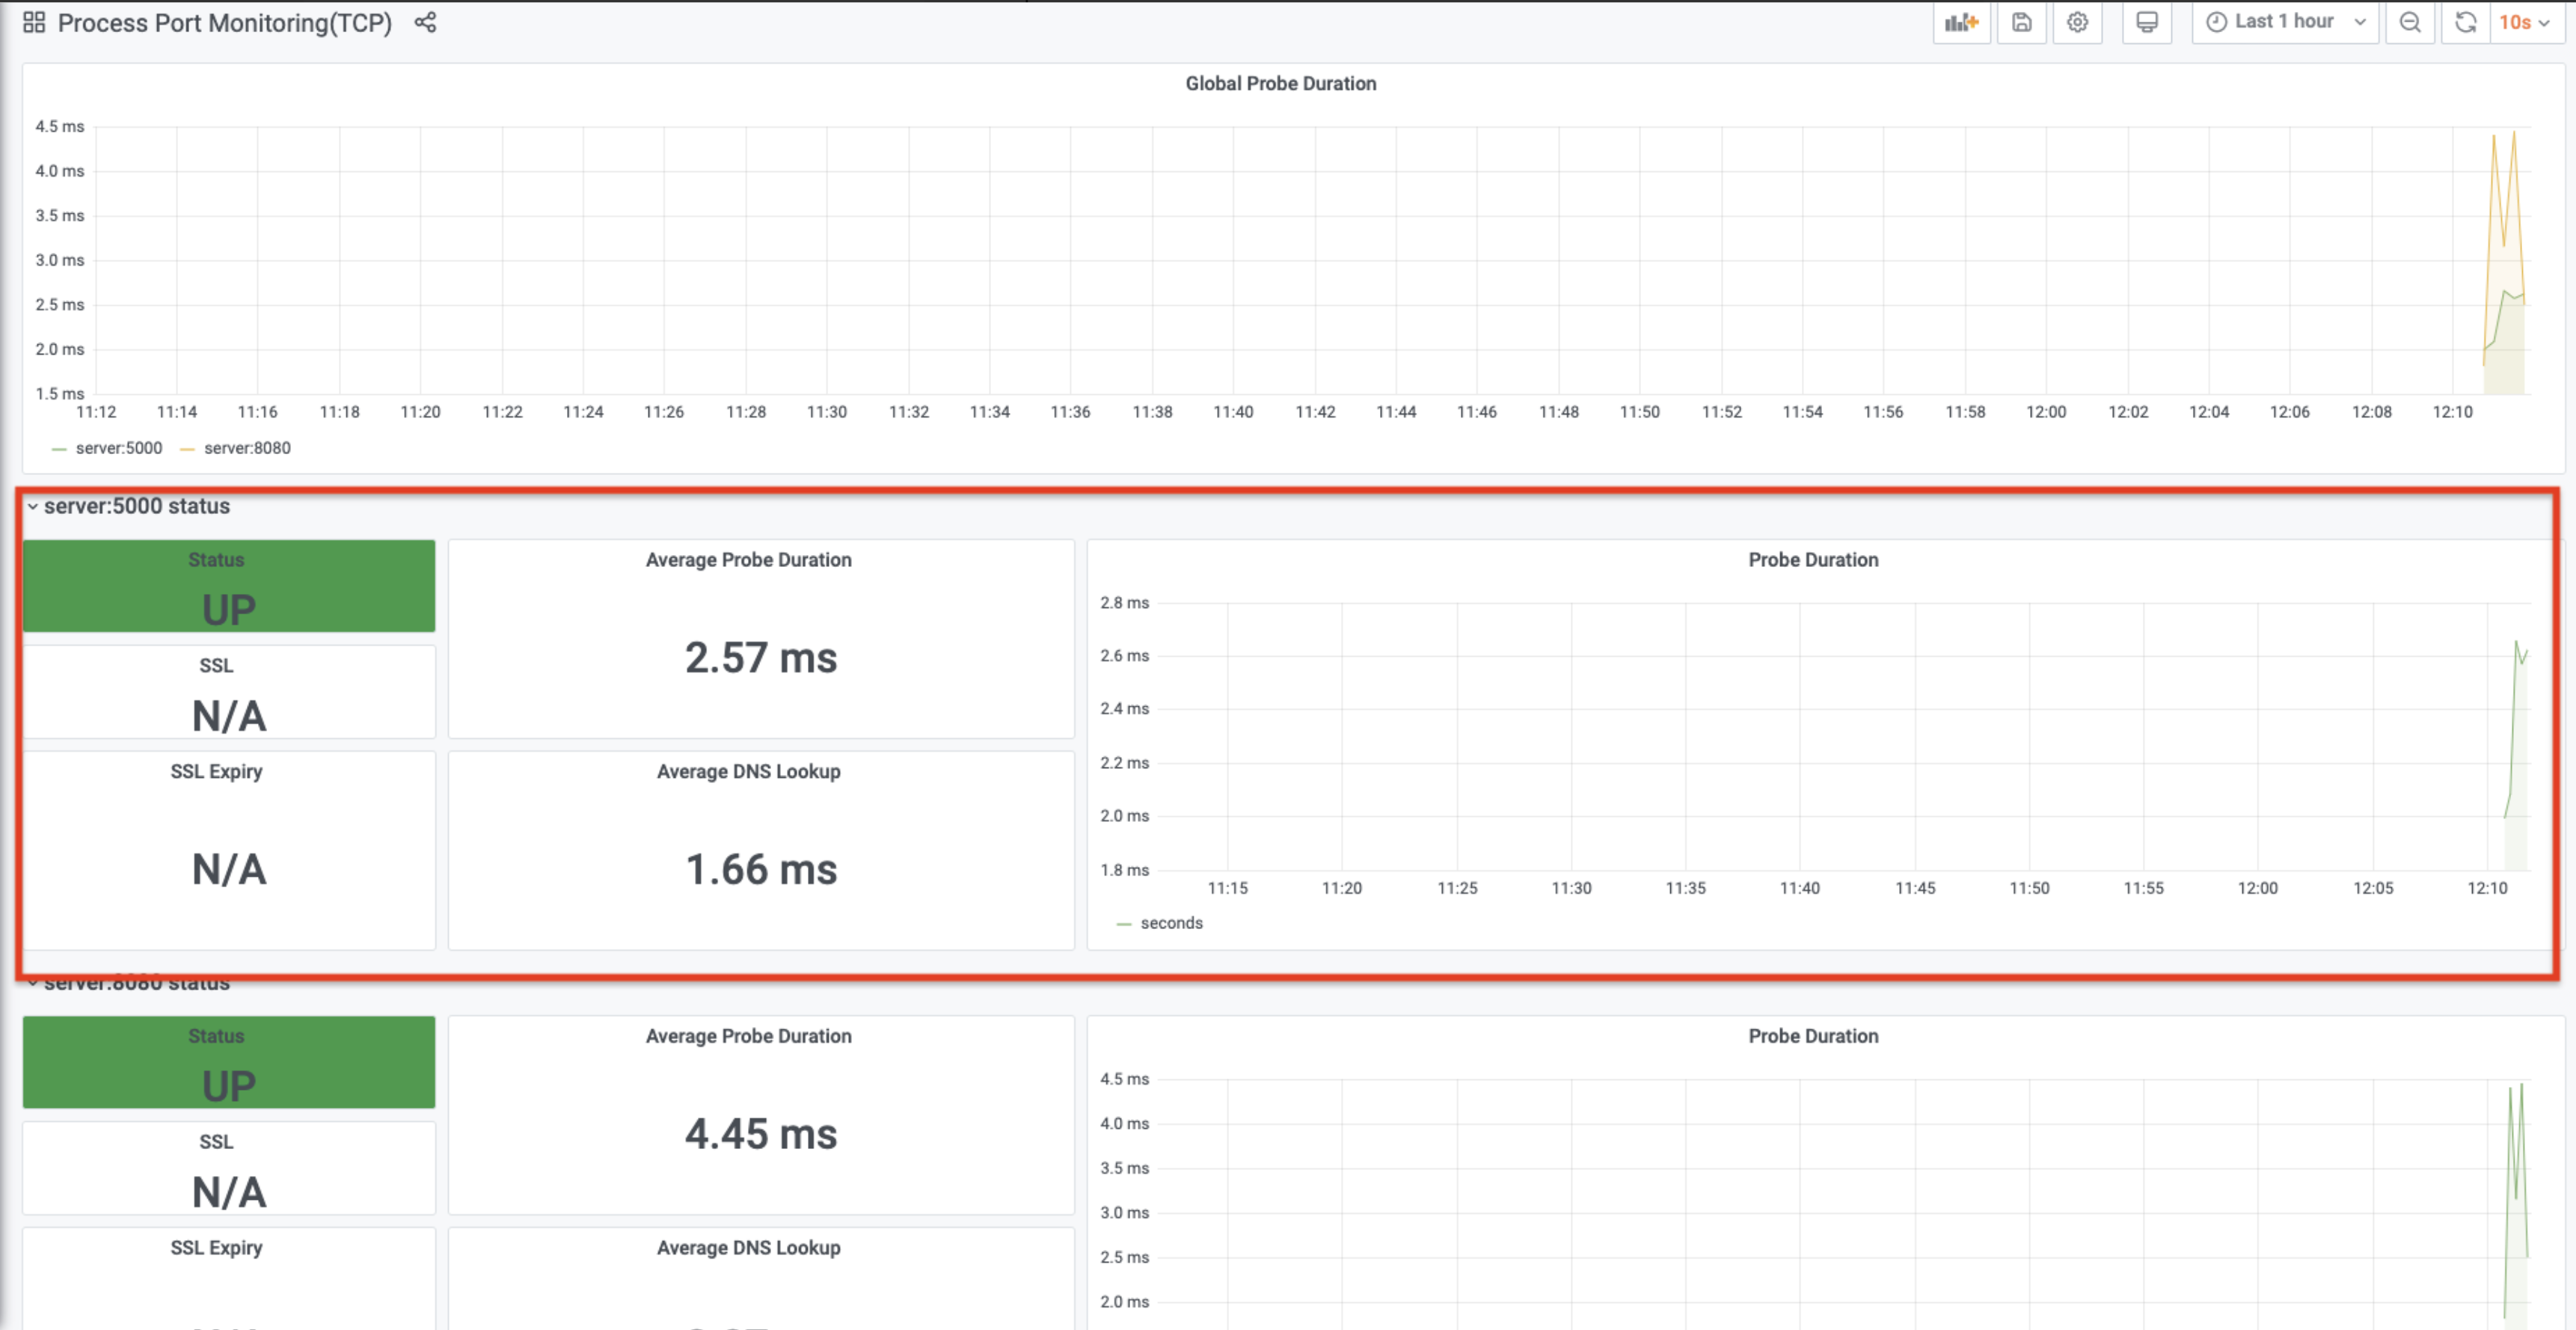 Process Port Monitoring(TCP)
Last 1 hour
10s
Global Probe Duration
4.5 ms
4.0 ms
3.5 ms
3.0 ms
2.5 ms
2.0 ms
1.5 ms
11:12 11:14 11:16 11:18 11:20 11:22 11:24 11:26 11:28 11:30 11:32 11:34 11:36 11:38 11:40 11:42 11:44 11:46 11:48 11:50 11:52 11:54 11:56 11:58 12:00 12:02 12:04 12:06 12:08 12:10
server:5000 server:8080
server:5000 status
Status
UP
SSL
N/A
SSL Expiry
N/A
Average Probe Duration
2.57 ms
Average DNS Lookup
1.66 ms
Probe Duration
2.8 ms
2.6 ms
2.4 ms
2.2 ms
2.0 ms
1.8 ms
11:15 11:20 11:25 11:30 11:35 11:40 11:45 11:50 11:55 12:00 12:05 12:10
seconds
server:8080 status
Status
UP
SSL
N/A
SSL Expiry
Average Probe Duration
4.45 ms
Average DNS Lookup
Probe Duration
4.5 ms
4.0 ms
3.5 ms
3.0 ms
2.5 ms
2.0 ms